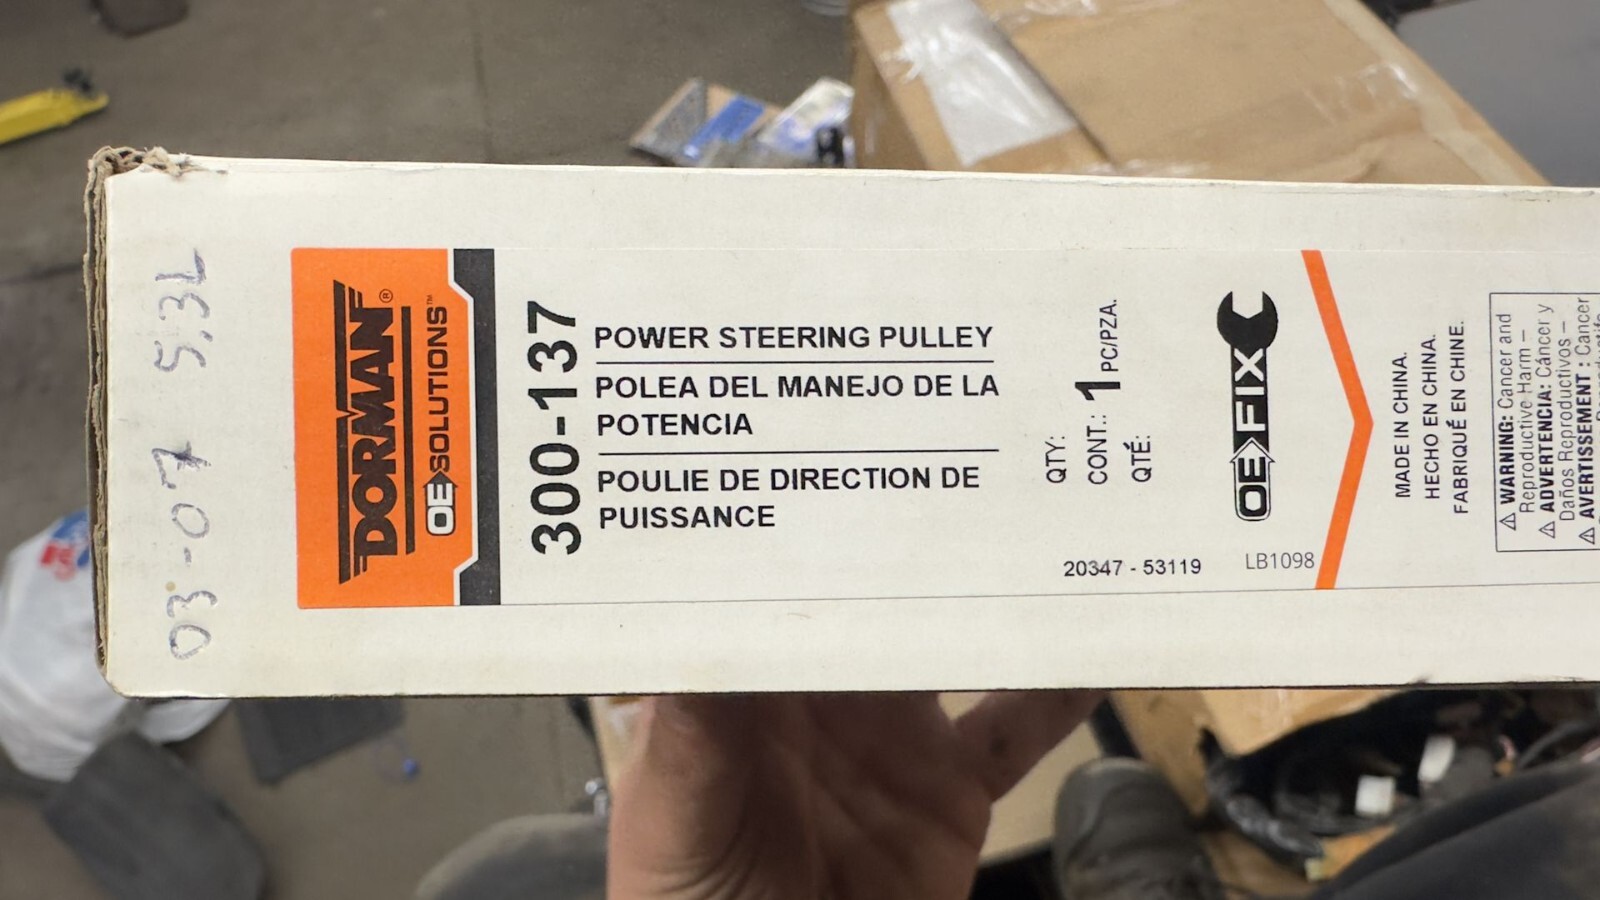 03-07 5.3L
DORMAN®
OE SOLUTIONS™
300-137
POWER STEERING PULLEY
POLEA DEL MANEJO DE LA
POTENCIA
POULIE DE DIRECTION DE
PUISSANCE
QTY:
CONT.: 1 PC/PZA.
QTÉ:
20347 - 53119
LB1098
OE FIX
MADE IN CHINA.
HECHO EN CHINA.
FABRIQUÉ EN CHINE.
⚠ WARNING: Cancer and
Reproductive Harm –
⚠ ADVERTENCIA: Cáncer y
Daños Reproductivos –
⚠ AVERTISSEMENT : Cancer